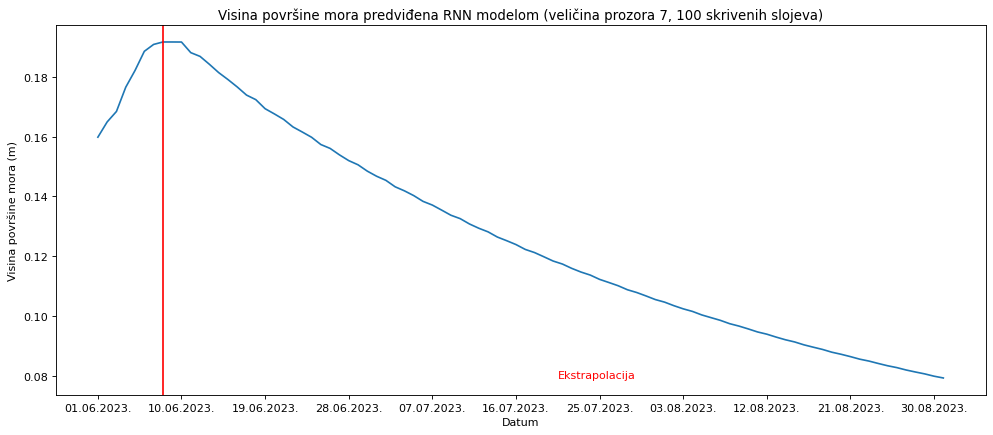 Visina površine mora predviđena RNN modelom (veličina prozora 7, 100 skrivenih slojeva)
Visina površine mora (m)
0.18
0.16
0.14
0.12
0.10
0.08
Ekstrapolacija
01.06.2023. 10.06.2023. 19.06.2023. 28.06.2023. 07.07.2023. 16.07.2023. 25.07.2023. 03.08.2023. 12.08.2023. 21.08.2023. 30.08.2023.
Datum